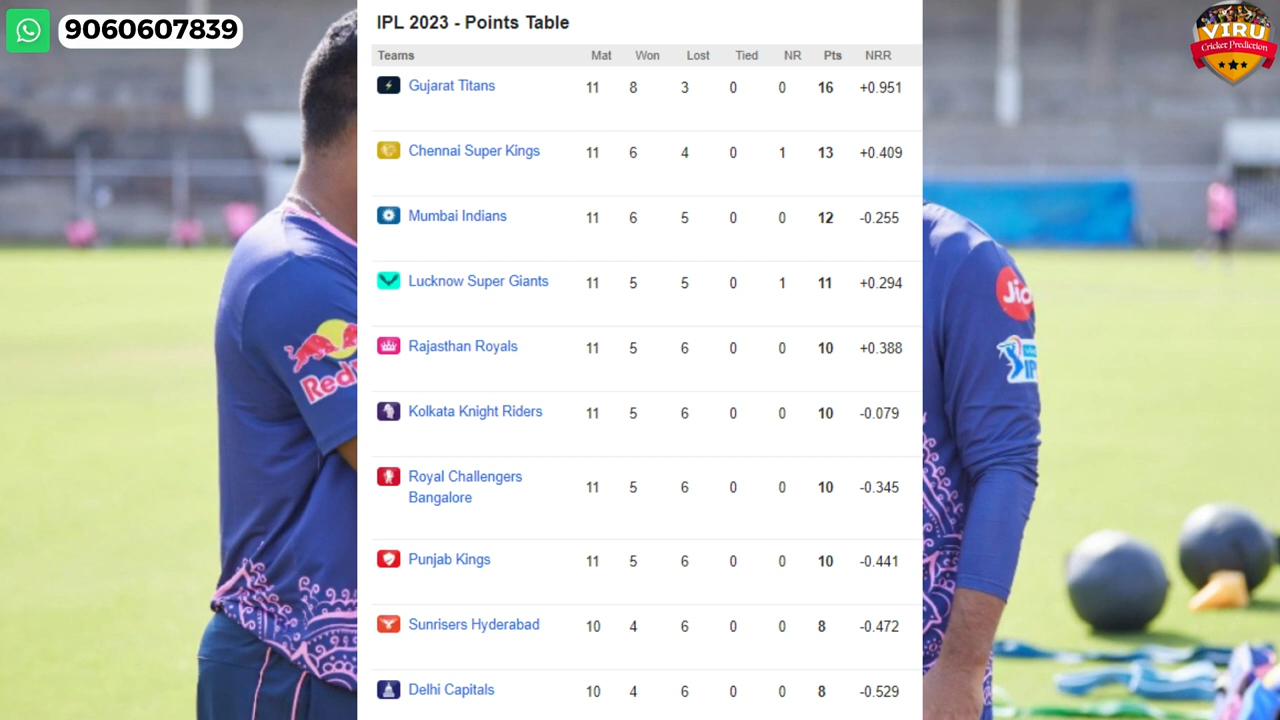 9060607839
IPL 2023 - Points Table
VIRU
Cricket Prediction
Teams Mat Won Lost Tied NR Pts NRR
Gujarat Titans 11 8 3 0 0 16 +0.951
Chennai Super Kings 11 6 4 0 1 13 +0.409
Mumbai Indians 11 6 5 0 0 12 -0.255
Lucknow Super Giants 11 5 5 0 1 11 +0.294
Jio
Rajasthan Royals 11 5 6 0 0 10 +0.388
IP
Red
Kolkata Knight Riders 11 5 6 0 0 10 -0.079
Royal Challengers
Bangalore 11 5 6 0 0 10 -0.345
Punjab Kings 11 5 6 0 0 10 -0.441
Sunrisers Hyderabad 10 4 6 0 0 8 -0.472
Delhi Capitals 10 4 6 0 0 8 -0.529